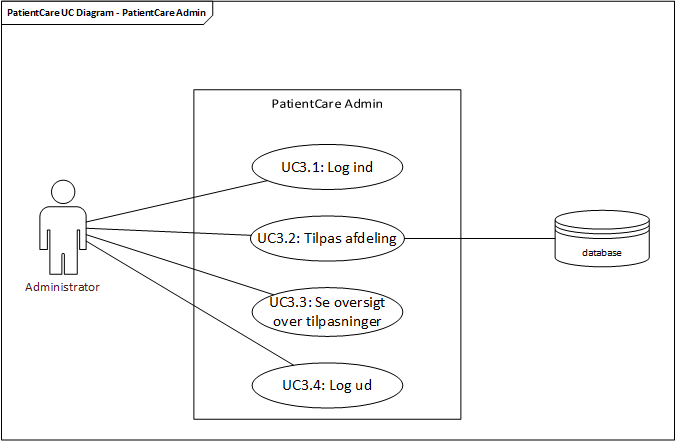 PatientCare UC Diagram - PatientCare Admin
PatientCare Admin
UC3.1: Log ind
UC3.2: Tilpas afdeling
UC3.3: Se oversigt
over tilpasninger
UC3.4: Log ud
Administrator
database